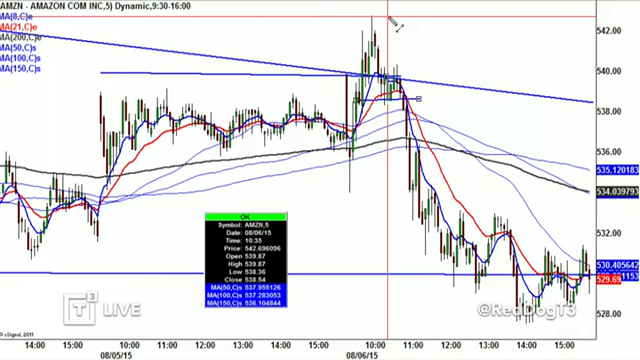 AMZN - AMAZON COM INC,5) Dynamic,9:30-16:00
MA(8,C)e
MA(21,C)e
MA(200,C)e
MA(50,C)s
MA(100,C)s
MA(150,C)s
542.00
540.00
538.00
536.00
535.120183
534.039793
532.00
530.405642
1153
529.69
528.00
OK
Symbol: AMZN,5
Date: 08/06/15
Time: 10:35
Price: 542.696096
Open 539.87
High 539.87
Low 538.36
Close 538.54
MA(50,C)s 537.955126
MA(100,C)s 537.283053
MA(150,C)s 536.104844
T3 LIVE
@RedDogT3
© eSignal, 2011
14:00 15:00 10:00 11:00 12:00 13:00 14:00 15:00 10:00 11:00 12:00 13:00 14:00 15:00
08/05/15 08/06/15